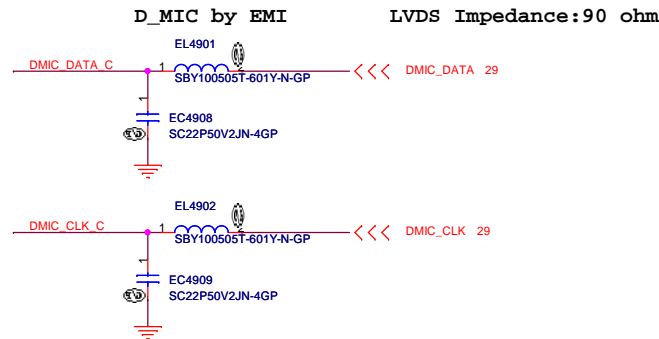 D_MIC by EMI LVDS Impedance:90 ohm
EL4901
DMIC_DATA_C 1 DMIC_DATA 29
SBY100505T-601Y-N-GP
1
EC4908
SC22P50V2JN-4GP
EL4902
DMIC_CLK_C 1 DMIC_CLK 29
SBY100505T-601Y-N-GP
1
EC4909
SC22P50V2JN-4GP